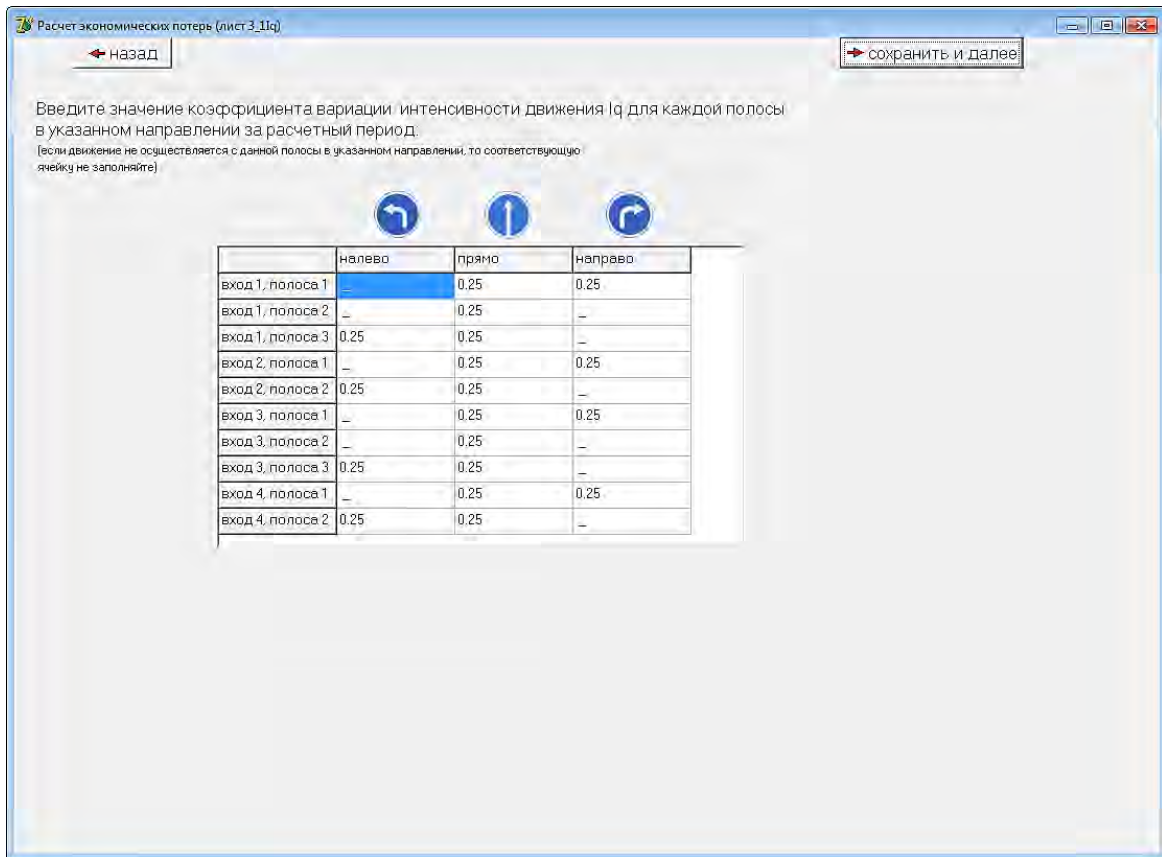 Расчет экономических потерь (лист 3_1Iq)
назад
сохранить и далее
Введите значение коэффициента вариации интенсивности движения Iq для каждой полосы
в указанном направлении за расчетный период.
(если движение не осуществляется с данной полосы в указанном направлении, то соответствующую
ячейку не заполняйте)
налево прямо направо
вход 1, полоса 1 _ 0.25 0.25
вход 1, полоса 2 _ 0.25 _
вход 1, полоса 3 0.25 0.25 _
вход 2, полоса 1 _ 0.25 0.25
вход 2, полоса 2 0.25 0.25 _
вход 3, полоса 1 _ 0.25 0.25
вход 3, полоса 2 _ 0.25 _
вход 3, полоса 3 0.25 0.25 _
вход 4, полоса 1 _ 0.25 0.25
вход 4, полоса 2 0.25 0.25 _